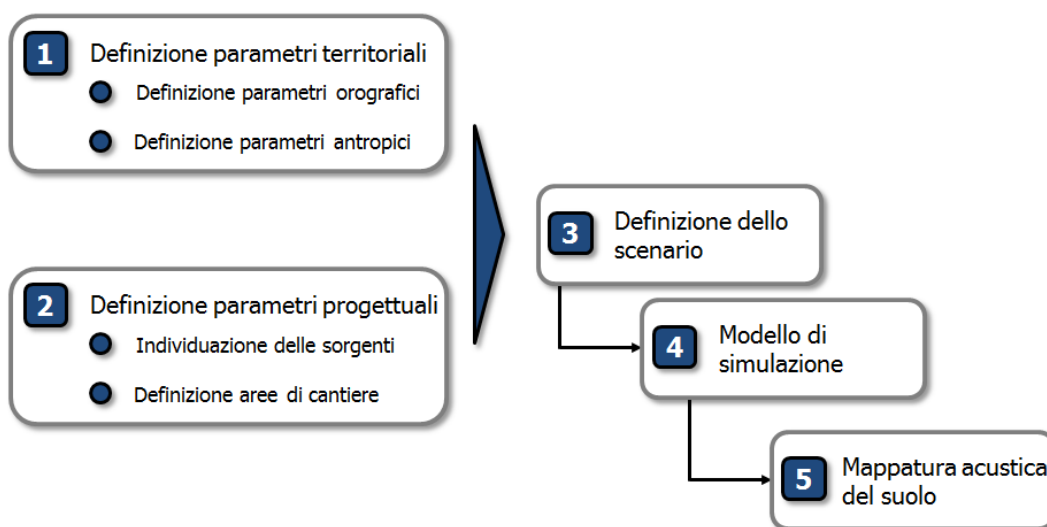 1 Definizione parametri territoriali
Definizione parametri orografici
Definizione parametri antropici
2 Definizione parametri progettuali
Individuazione delle sorgenti
Definizione aree di cantiere
3 Definizione dello
scenario
4 Modello di
simulazione
5 Mappatura acustica
del suolo